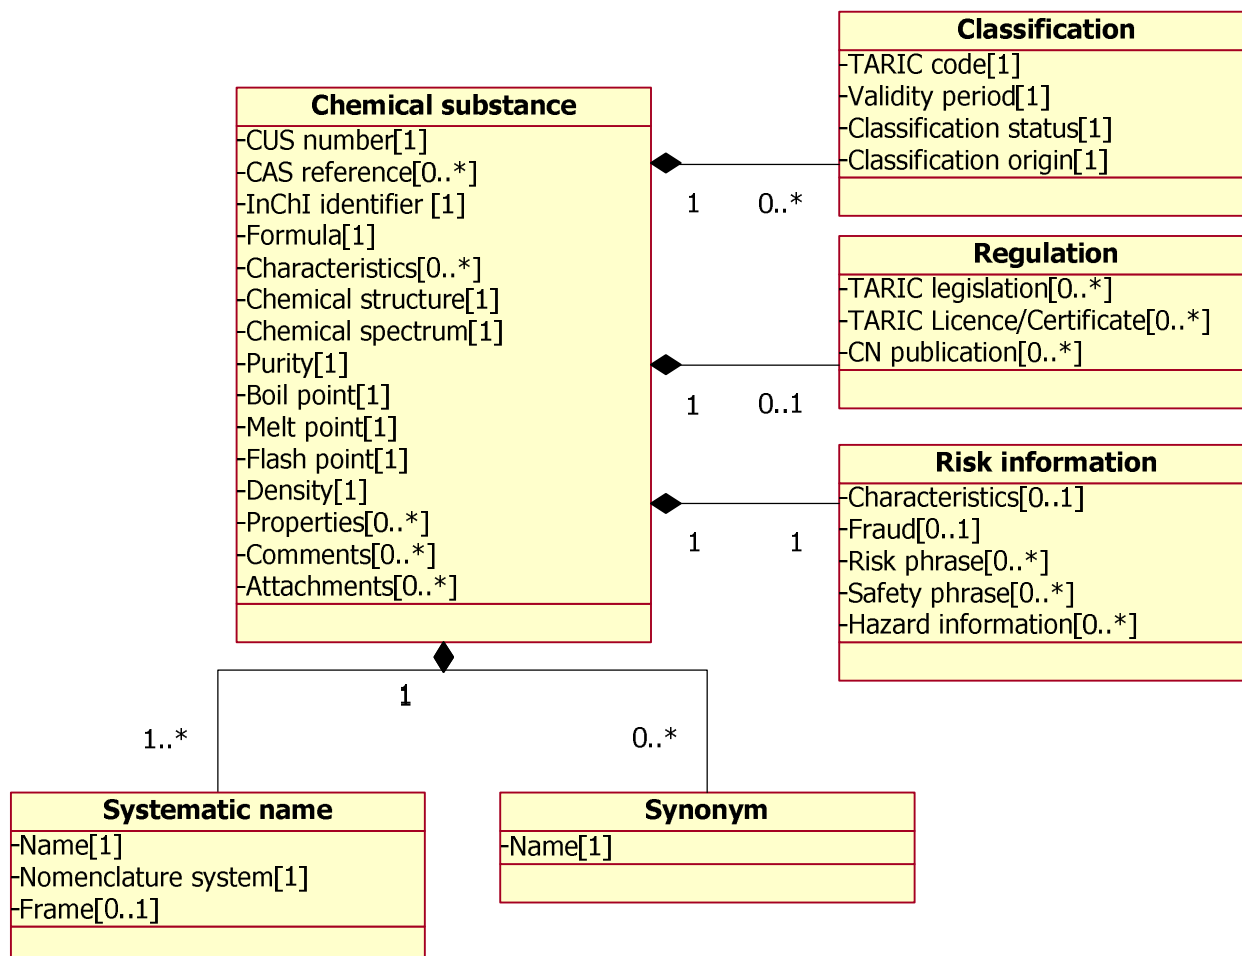 Chemical substance
-CUS number[1]
-CAS reference[0..*]
-InChI identifier [1]
-Formula[1]
-Characteristics[0..*]
-Chemical structure[1]
-Chemical spectrum[1]
-Purity[1]
-Boil point[1]
-Melt point[1]
-Flash point[1]
-Density[1]
-Properties[0..*]
-Comments[0..*]
-Attachments[0..*]
1
0..*
Classification
-TARIC code[1]
-Validity period[1]
-Classification status[1]
-Classification origin[1]
1
0..1
Regulation
-TARIC legislation[0..*]
-TARIC Licence/Certificate[0..*]
-CN publication[0..*]
1
1
Risk information
-Characteristics[0..1]
-Fraud[0..1]
-Risk phrase[0..*]
-Safety phrase[0..*]
-Hazard information[0..*]
1
1..*
0..*
Systematic name
-Name[1]
-Nomenclature system[1]
-Frame[0..1]
Synonym
-Name[1]